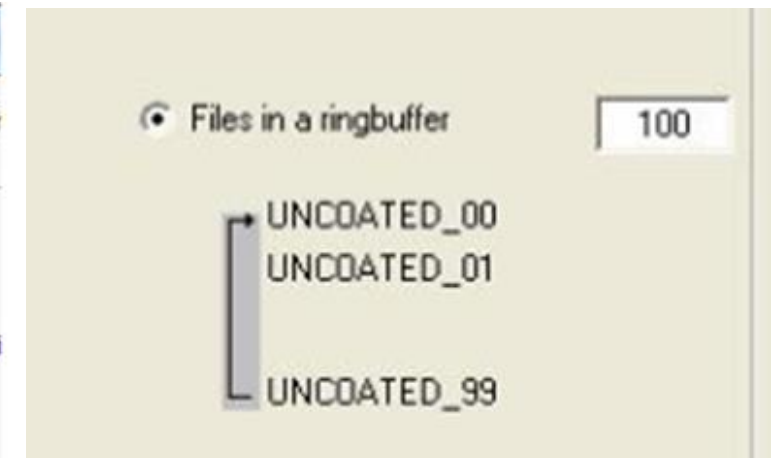 Files in a ringbuffer 100
UNCOATED_00
UNCOATED_01
UNCOATED_99